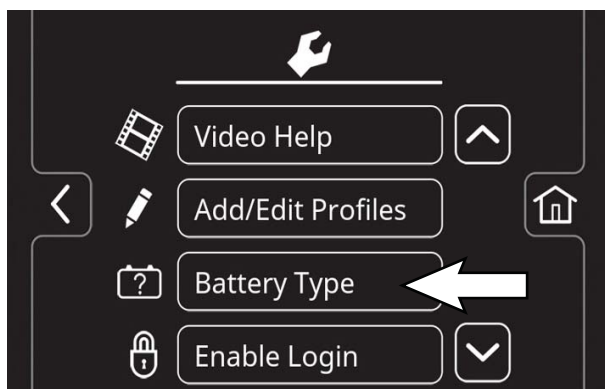 Video Help
Add/Edit Profiles
Battery Type
Enable Login